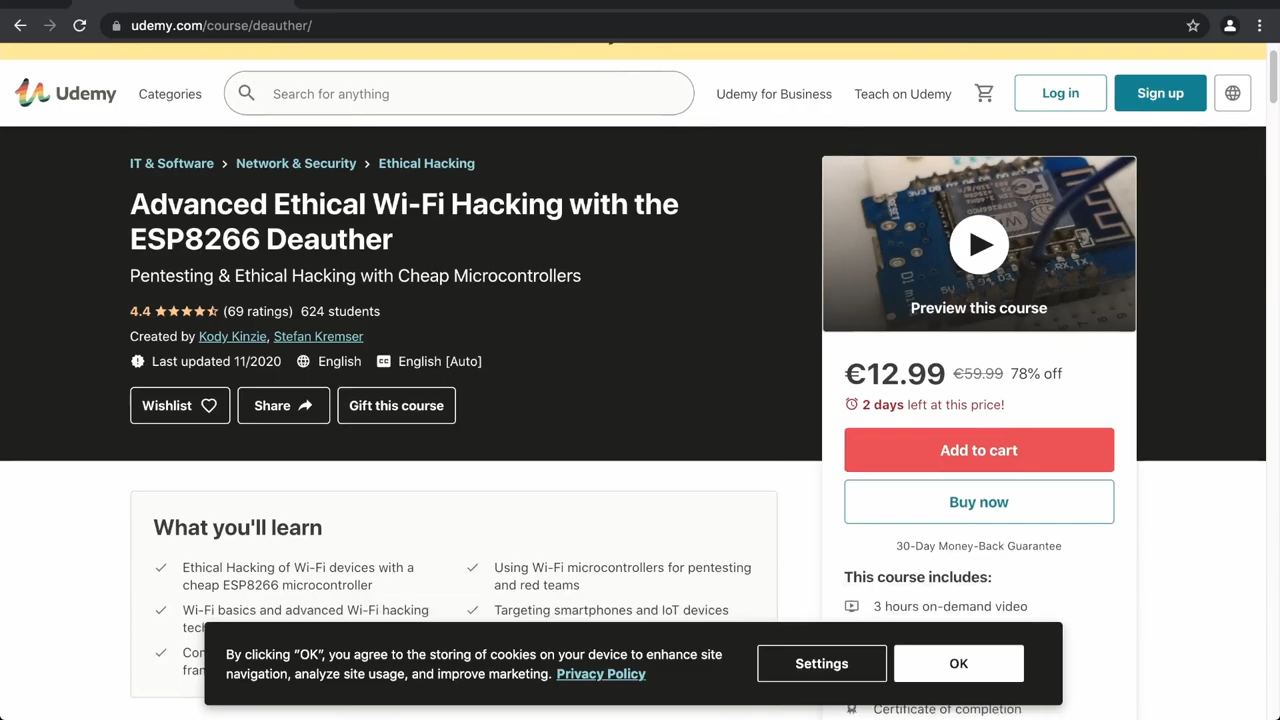 udemy.com/course/deauther/
Udemy
Categories
Search for anything
Udemy for Business
Teach on Udemy
Log in
Sign up
IT & Software
Network & Security
Ethical Hacking
Advanced Ethical Wi-Fi Hacking with the
ESP8266 Deauther
Pentesting & Ethical Hacking with Cheap Microcontrollers
4.4 (69 ratings) 624 students
Created by Kody Kinzie, Stefan Kremser
Last updated 11/2020 English English [Auto]
Wishlist
Share
Gift this course
Preview this course
€12.99 €59.99 78% off
2 days left at this price!
Add to cart
Buy now
30-Day Money-Back Guarantee
This course includes:
3 hours on-demand video
Certificate of completion
What you'll learn
Ethical Hacking of Wi-Fi devices with a
cheap ESP8266 microcontroller
Wi-Fi basics and advanced Wi-Fi hacking
Using Wi-Fi microcontrollers for pentesting
and red teams
Targeting smartphones and IoT devices
By clicking "OK", you agree to the storing of cookies on your device to enhance site
navigation, analyze site usage, and improve marketing. Privacy Policy
Settings
OK